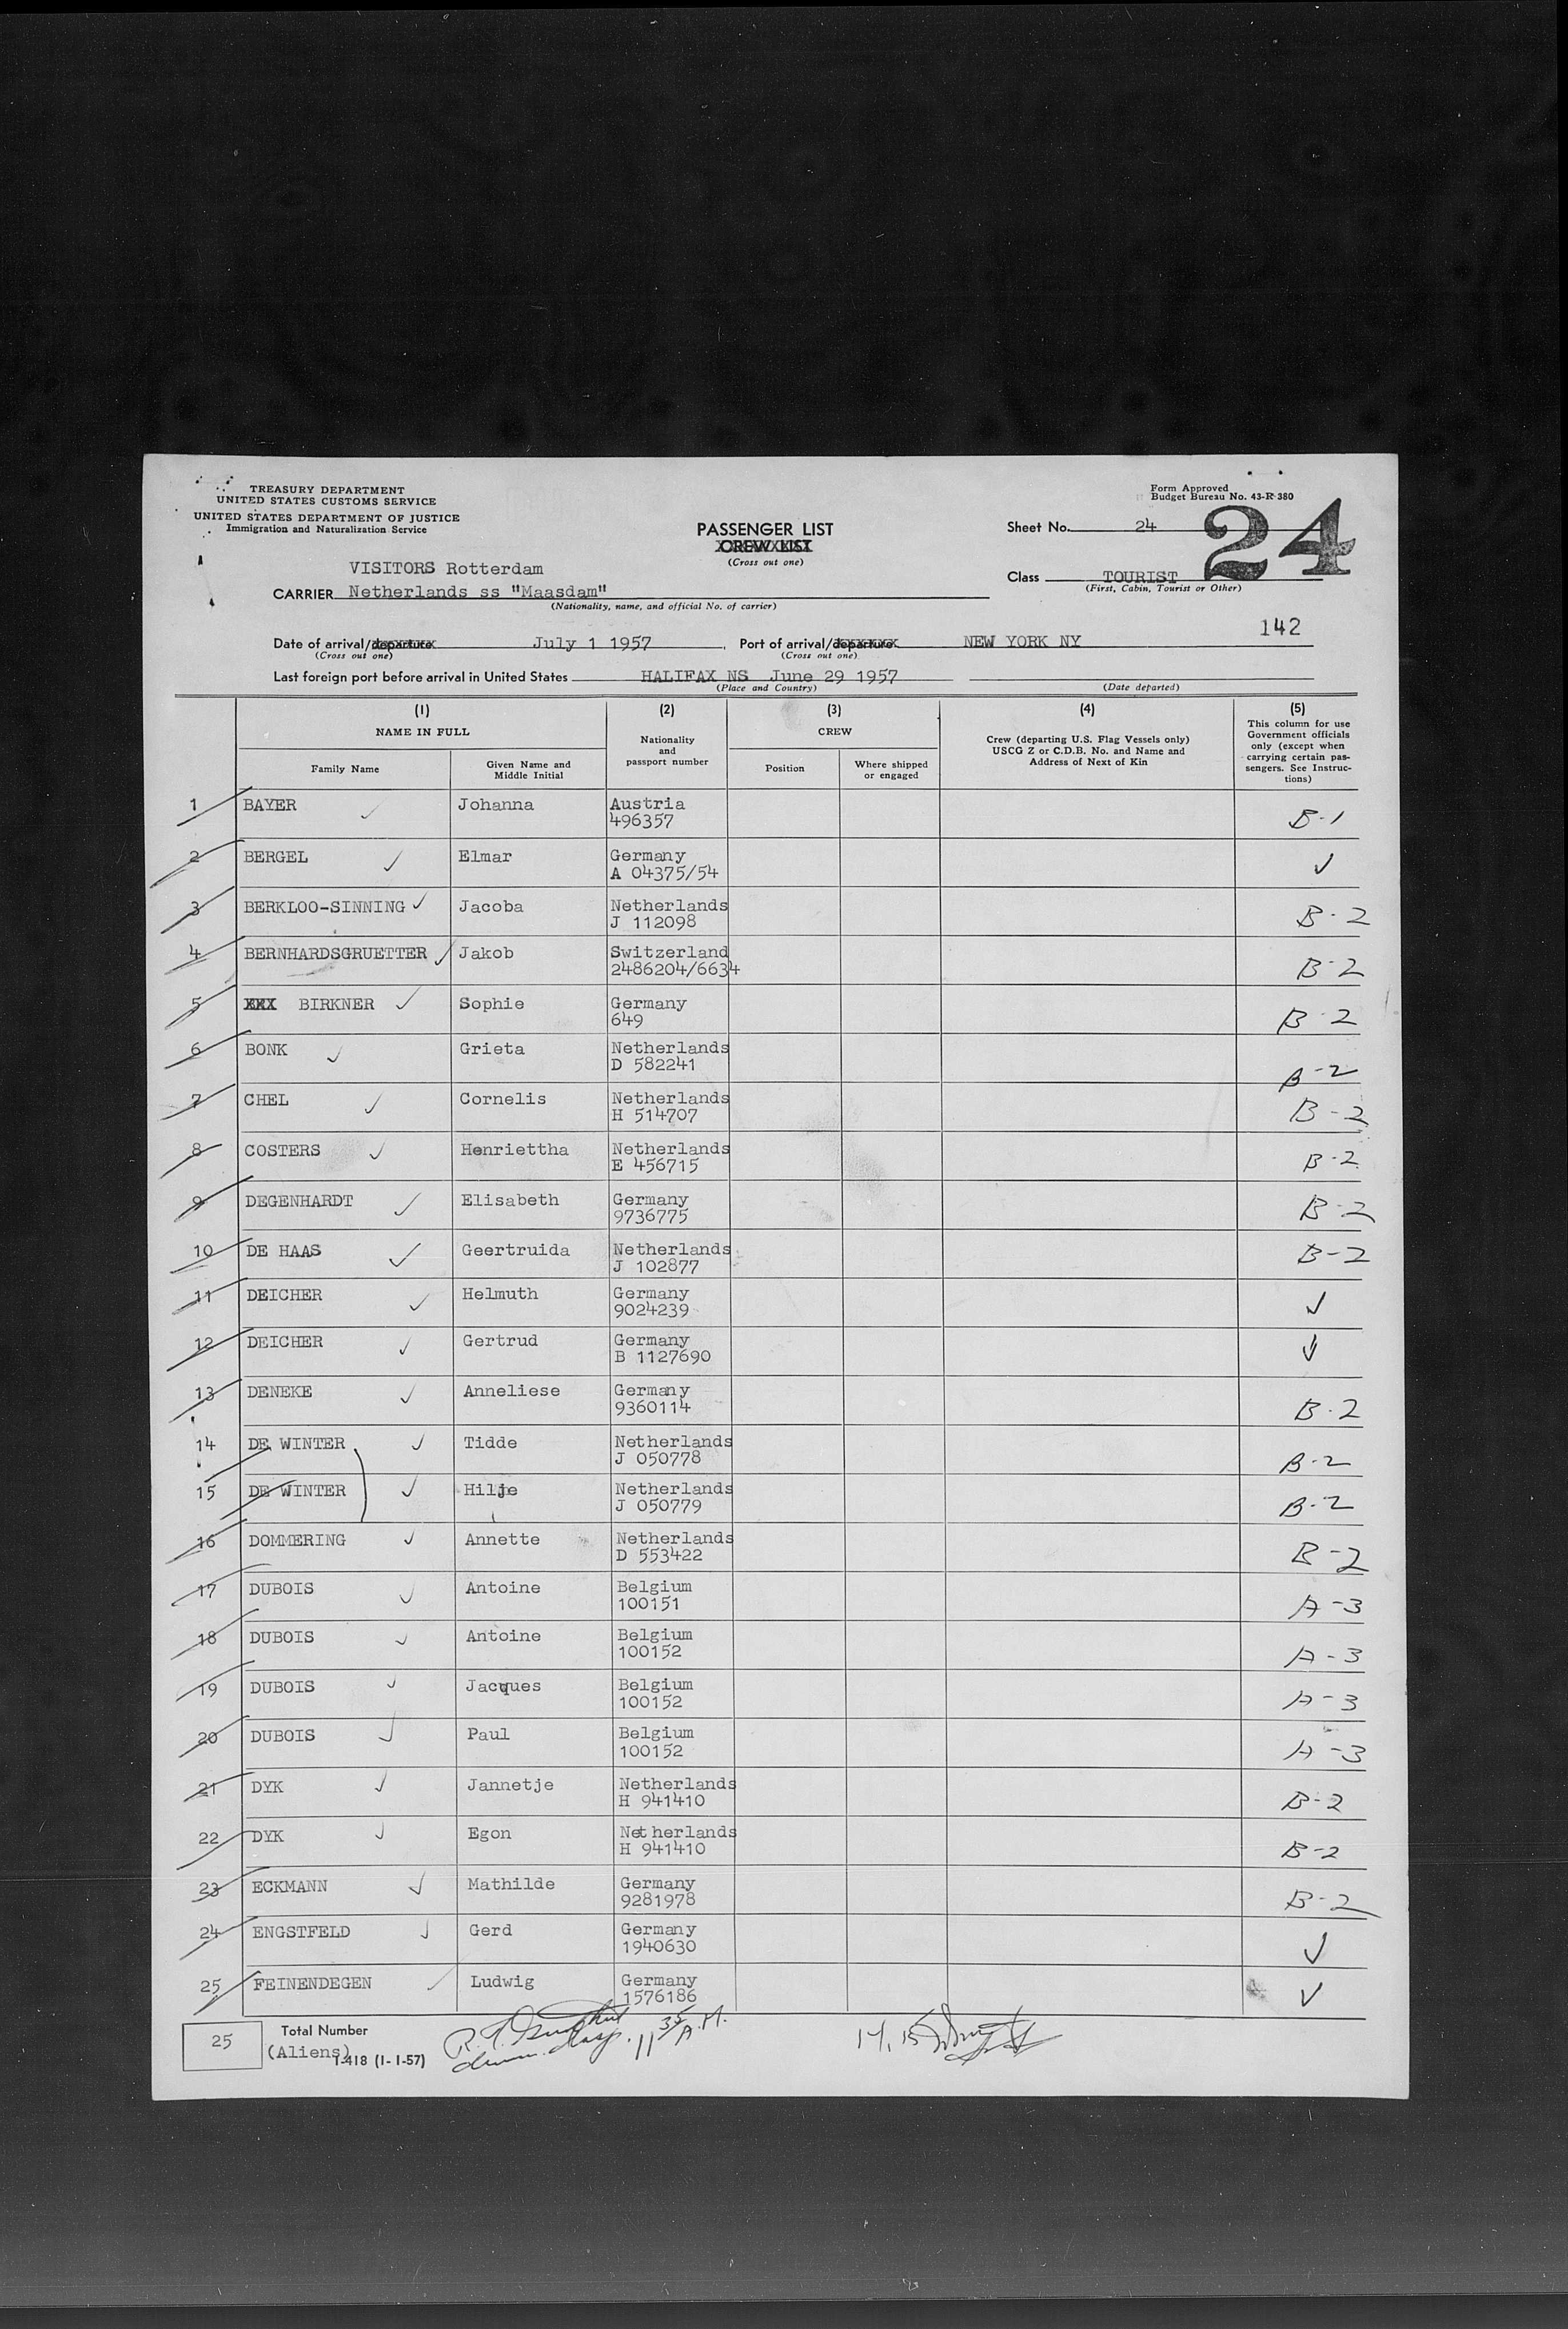 TREASURY DEPARTMENT
UNITED STATES CUSTOMS SERVICE
UNITED STATES DEPARTMENT OF JUSTICE
Immigration and Naturalization Service
PASSENGER LIST
CREW LIST
(Cross out one)
Form Approved
Budget Bureau No. 43-R-380
Sheet No. 24
24
Class TOURIST
(First, Cabin, Tourist or Other)
VISITORS Rotterdam
CARRIER Netherlands ss "Maasdam"
(Nationality, name, and official No. of carrier)
142
Date of arrival/departure July 1 1957, Port of arrival/departure NEW YORK NY
(Cross out one) (Cross out one)
Last foreign port before arrival in United States HALIFAX NS June 29 1957
(Place and Country) (Date departed)
(1) NAME IN FULL
Family Name
Given Name and Middle Initial
(2) Nationality and passport number
(3) CREW
Position
Where shipped or engaged
(4) Crew (departing U.S. Flag Vessels only) USCG Z or C.D.B. No. and Name and Address of Next of Kin
(5) This column for use Government officials only (except when carrying certain passengers. See Instructions)
1 BAYER ✓ Johanna Austria 496357 B-1
2 BERGEL ✓ Elmar Germany A 04375/54 ✓
3 BERKLOO-SINNING ✓ Jacoba Netherlands J 112098 B-2
4 BERNHARDSGRUETTER ✓ Jakob Switzerland 2486204/6634 B-2
5 XXX BIRKNER ✓ Sophie Germany 649 B-2
6 BONK ✓ Grieta Netherlands D 582241 B-2
7 CHEL ✓ Cornelis Netherlands H 514707 B-2
8 COSTERS ✓ Henriettha Netherlands E 456715 B-2
9 DEGENHARDT ✓ Elisabeth Germany 9736775 B-2
10 DE HAAS ✓ Geertruida Netherlands J 102877 B-2
11 DEICHER ✓ Helmuth Germany 9024239 ✓
12 DEICHER ✓ Gertrud Germany B 1127690 ✓
13 DENEKE ✓ Anneliese Germany 9360114 B-2
14 DE WINTER ✓ Tidde Netherlands J 050778 B-2
15 DE WINTER ✓ Hilje Netherlands J 050779 B-2
16 DOMMERING ✓ Annette Netherlands D 553422 B-2
17 DUBOIS ✓ Antoine Belgium 100151 A-3
18 DUBOIS ✓ Antoine Belgium 100152 A-3
19 DUBOIS ✓ Jacques Belgium 100152 A-3
20 DUBOIS ✓ Paul Belgium 100152 A-3
21 DYK ✓ Jannetje Netherlands H 941410 B-2
22 DYK ✓ Egon Netherlands H 941410 B-2
23 ECKMANN ✓ Mathilde Germany 9281978 B-2
24 ENGSTFELD ✓ Gerd Germany 1940630 ✓
25 FEINENDEGEN ✓ Ludwig Germany 1576186 ✓
25 Total Number
(Aliens)
I-418 (1-1-57)
11 35 A.M.
14, 15